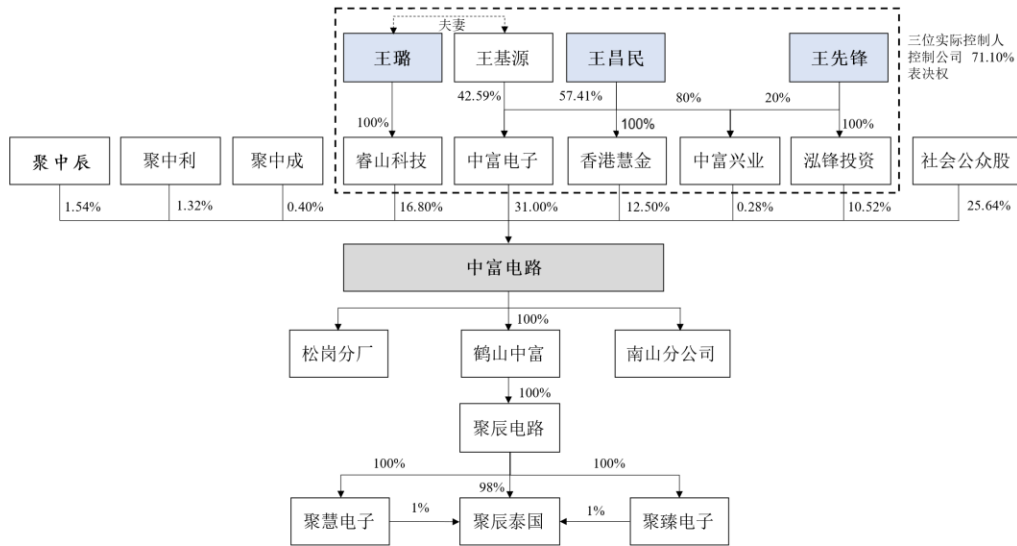 夫妻
王璐
王基源
王昌民
王先锋
三位实际控制人
控制公司 71.10%
表决权
42.59%
57.41%
80%
20%
100%
100%
100%
聚中辰
聚中利
聚中成
睿山科技
中富电子
香港慧金
中富兴业
泓锋投资
社会公众股
1.54%
1.32%
0.40%
16.80%
31.00%
12.50%
0.28%
10.52%
25.64%
中富电路
100%
松岗分厂
鹤山中富
南山分公司
100%
聚辰电路
100%
100%
98%
聚慧电子
1%
聚辰泰国
1%
聚臻电子